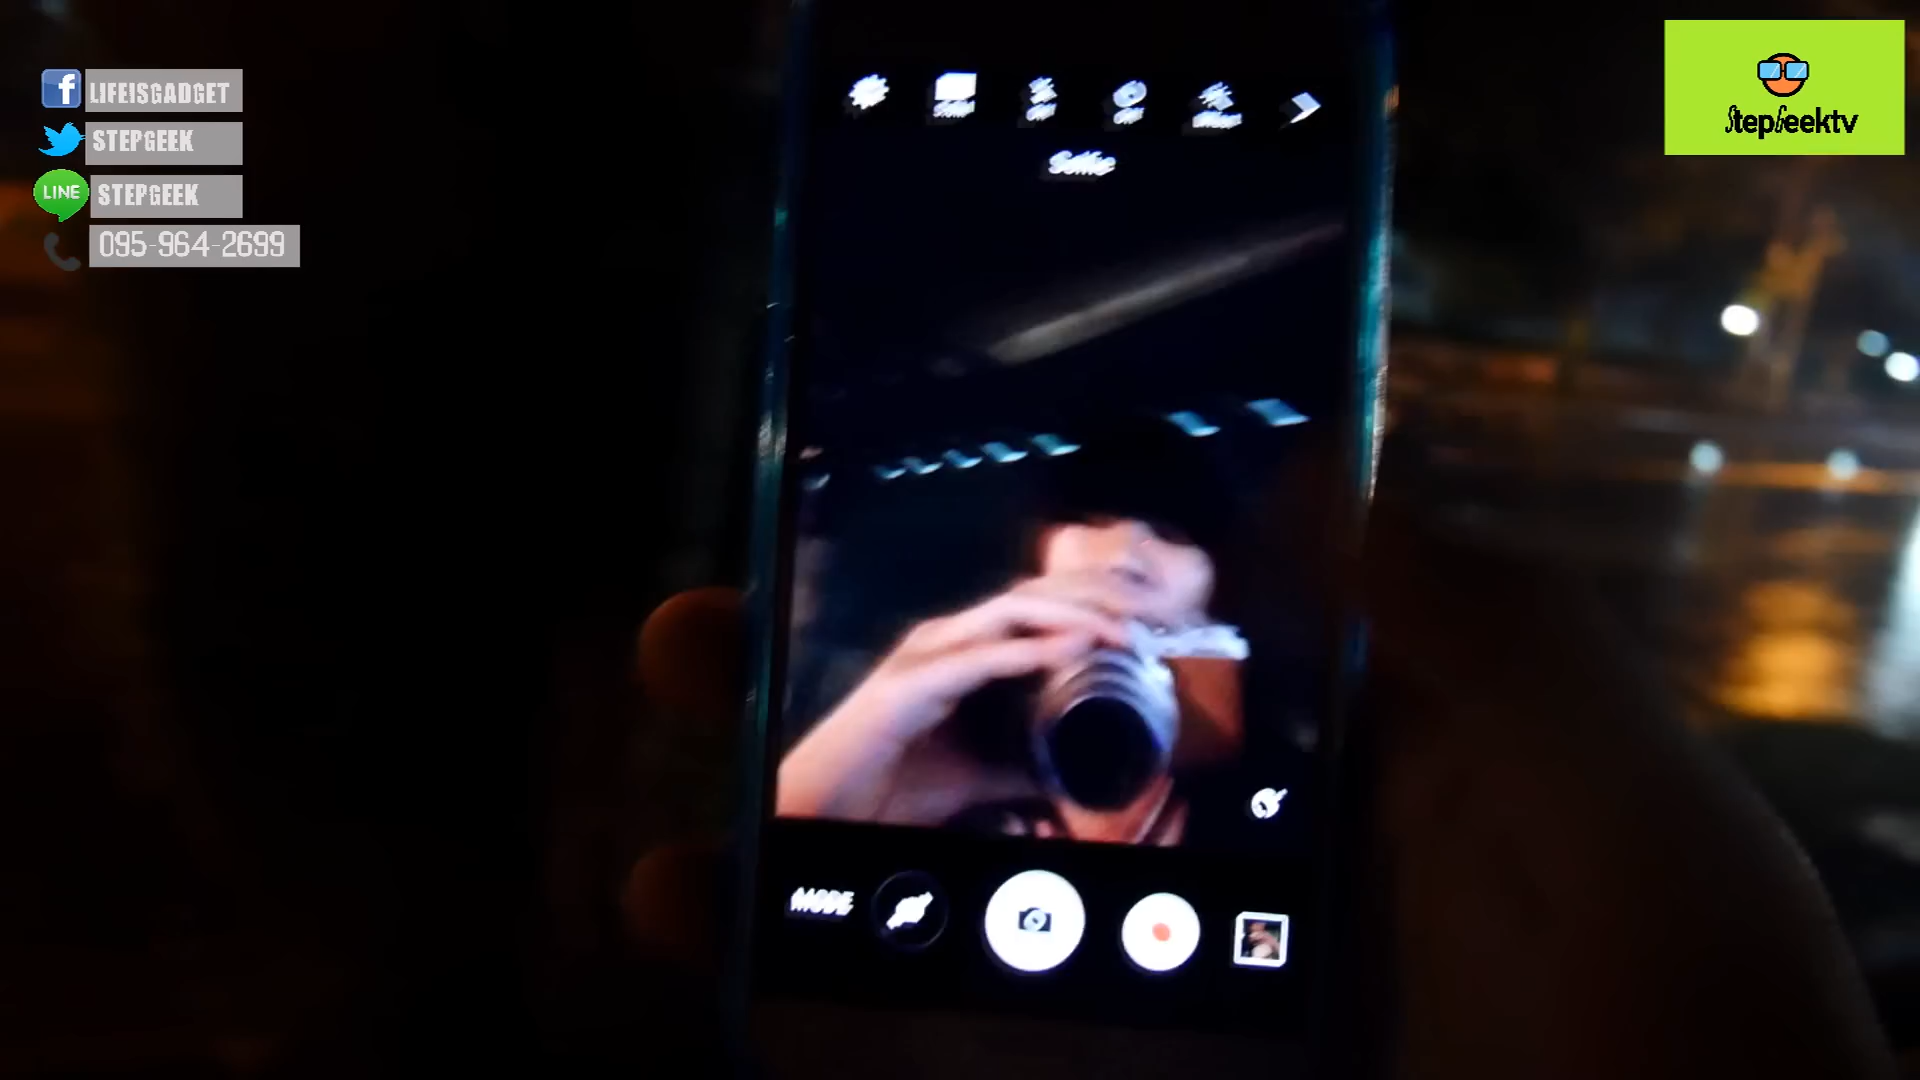 LIFEISGADGET
STEPGEEK
LINE
STEPGEEK
095-964-2699
StepGeektv
Selfie
MODE